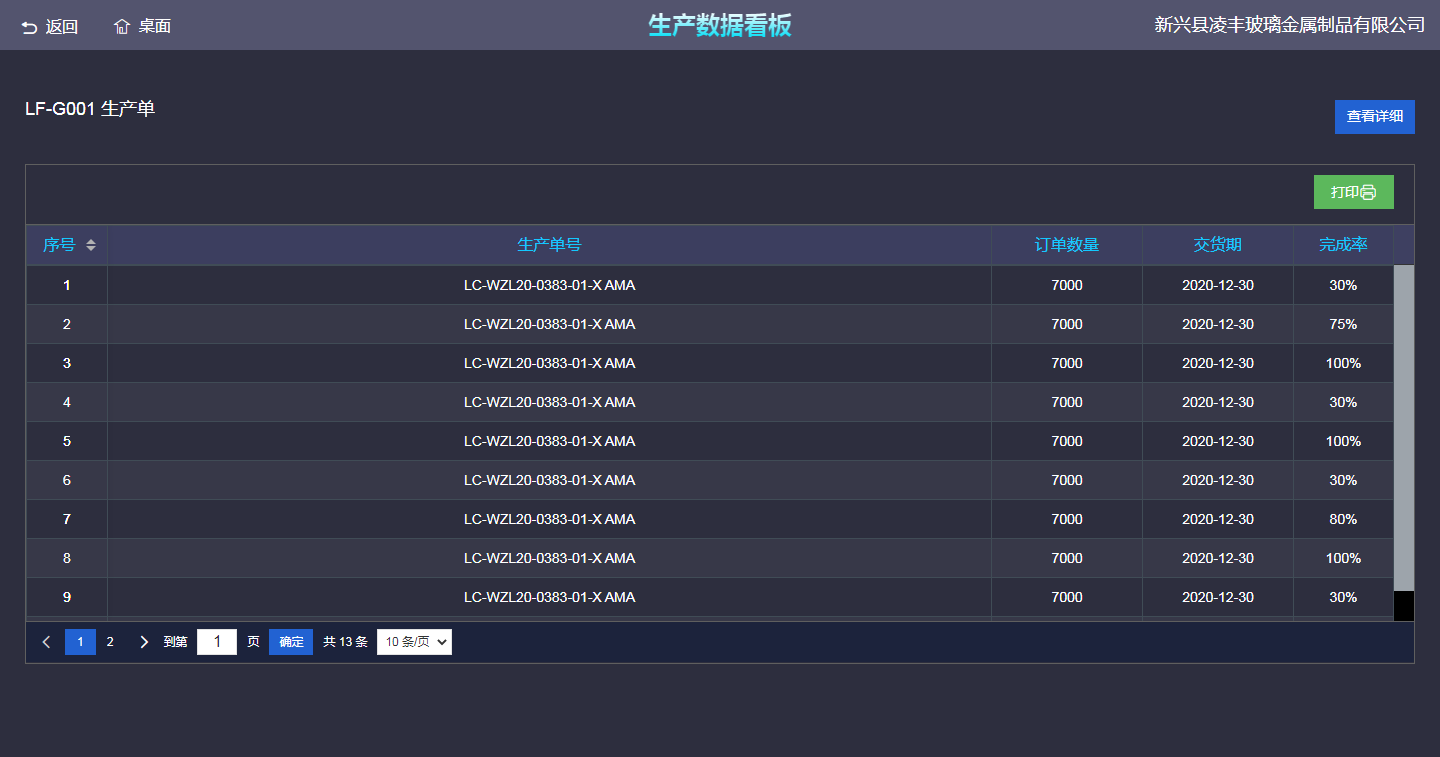 返回 桌面 生产数据看板 新兴县凌丰玻璃金属制品有限公司
LF-G001 生产单
查看详细
打印
序号 生产单号 订单数量 交货期 完成率
1 LC-WZL20-0383-01-X AMA 7000 2020-12-30 30%
2 LC-WZL20-0383-01-X AMA 7000 2020-12-30 75%
3 LC-WZL20-0383-01-X AMA 7000 2020-12-30 100%
4 LC-WZL20-0383-01-X AMA 7000 2020-12-30 30%
5 LC-WZL20-0383-01-X AMA 7000 2020-12-30 100%
6 LC-WZL20-0383-01-X AMA 7000 2020-12-30 30%
7 LC-WZL20-0383-01-X AMA 7000 2020-12-30 80%
8 LC-WZL20-0383-01-X AMA 7000 2020-12-30 100%
9 LC-WZL20-0383-01-X AMA 7000 2020-12-30 30%
1 2 到第 1 页 确定 共 13 条 10 条/页